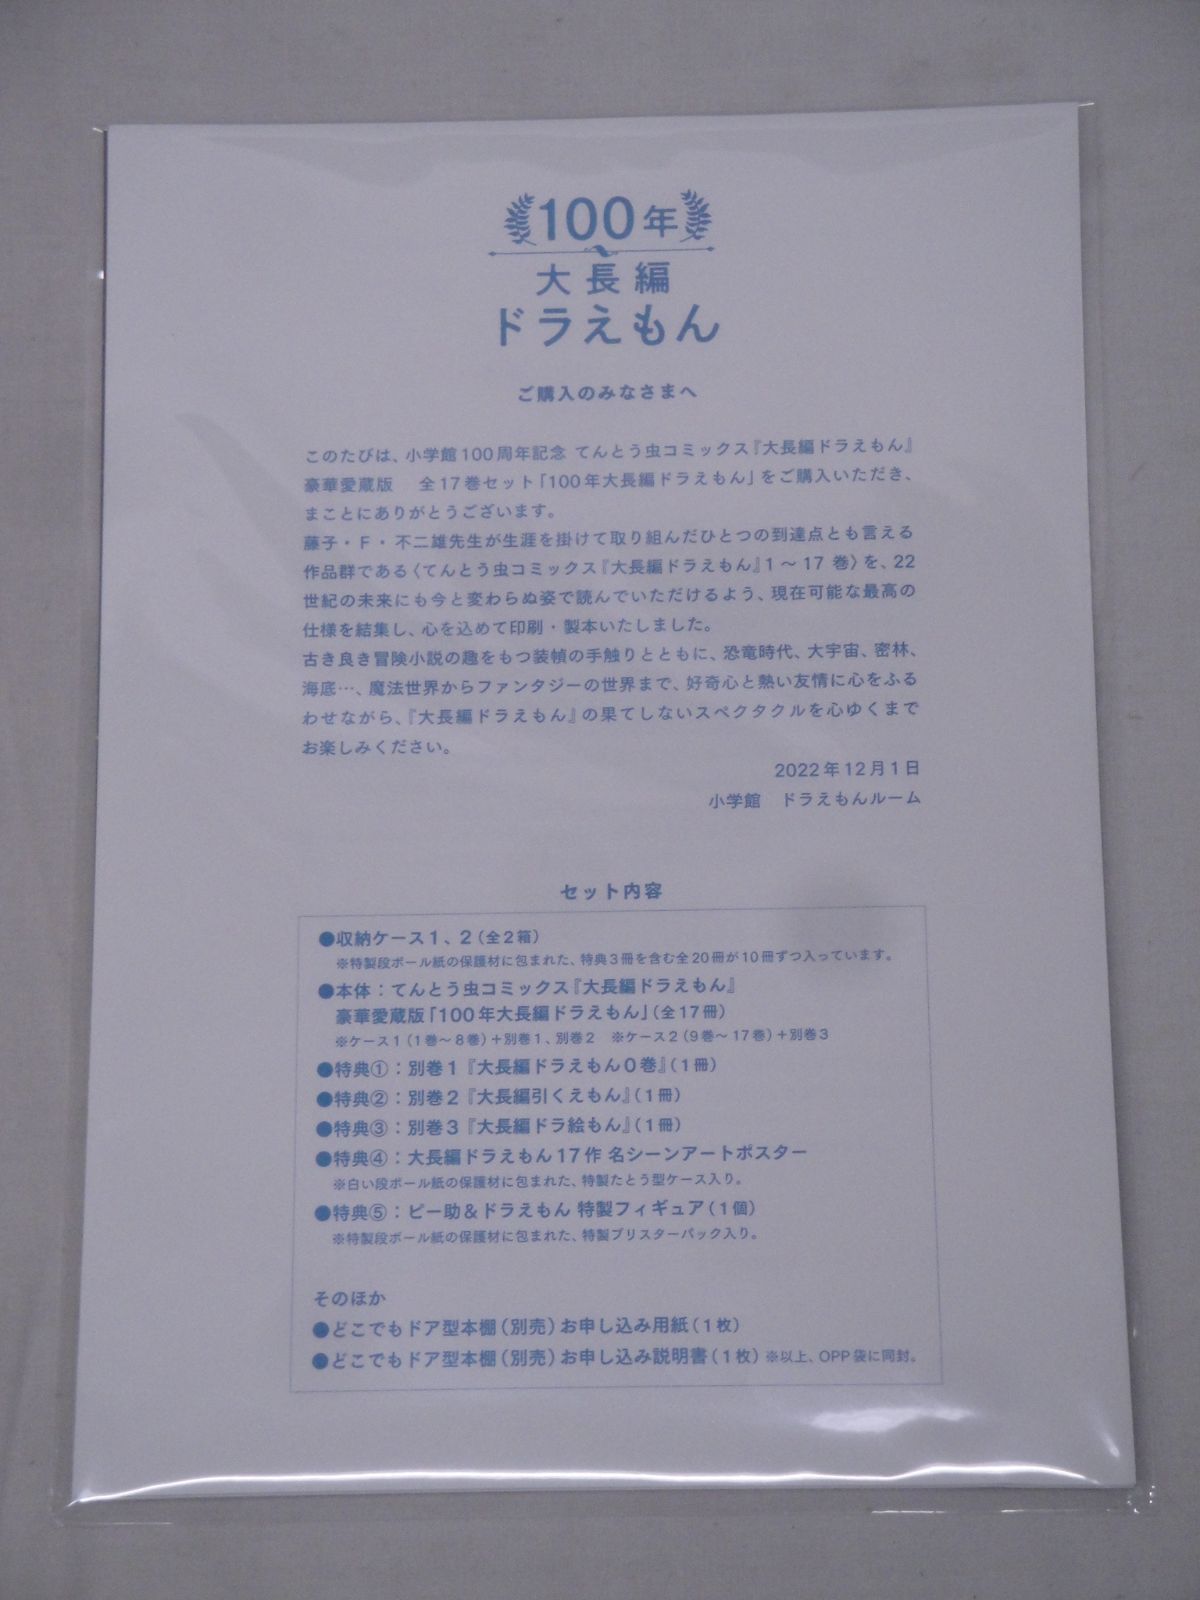 100年
大長編
ドラえもん
ご購入のみなさまへ
このたびは、小学館100周年記念 てんとう虫コミックス『大長編ドラえもん』
豪華愛蔵版　全17巻セット「100年大長編ドラえもん」をご購入いただき、
まことにありがとうございます。
藤子・F・不二雄先生が生涯を掛けて取り組んだひとつの到達点とも言える
作品群である〈てんとう虫コミックス『大長編ドラえもん』1～17巻〉を、22
世紀の未来にも今と変わらぬ姿で読んでいただけるよう、現在可能な最高の
仕様を結集し、心を込めて印刷・製本いたしました。
古き良き冒険小説の趣をもつ装幀の手触りとともに、恐竜時代、大宇宙、密林、
海底…、魔法世界からファンタジーの世界まで、好奇心と熱い友情に心をふる
わせながら、『大長編ドラえもん』の果てしないスペクタクルを心ゆくまで
お楽しみください。
2022年12月1日
小学館　ドラえもんルーム
セット内容
●収納ケース1、2（全2箱）
※特製段ボール紙の保護材に包まれた、特典3冊を含む全20冊が10冊ずつ入っています。
●本体：てんとう虫コミックス『大長編ドラえもん』
豪華愛蔵版「100年大長編ドラえもん」（全17冊）
※ケース1（1巻～8巻）＋別巻1、別巻2　※ケース2（9巻～17巻）＋別巻3
●特典①：別巻1『大長編ドラえもん0巻』（1冊）
●特典②：別巻2『大長編引くえもん』（1冊）
●特典③：別巻3『大長編ドラ絵もん』（1冊）
●特典④：大長編ドラえもん17作 名シーンアートポスター
※白い段ボール紙の保護材に包まれた、特製たとう型ケース入り。
●特典⑤：ピー助＆ドラえもん 特製フィギュア（1個）
※特製段ボール紙の保護材に包まれた、特製ブリスターパック入り。
そのほか
●どこでもドア型本棚（別売）お申し込み用紙（1枚）
●どこでもドア型本棚（別売）お申し込み説明書（1枚）※以上、OPP袋に同封。